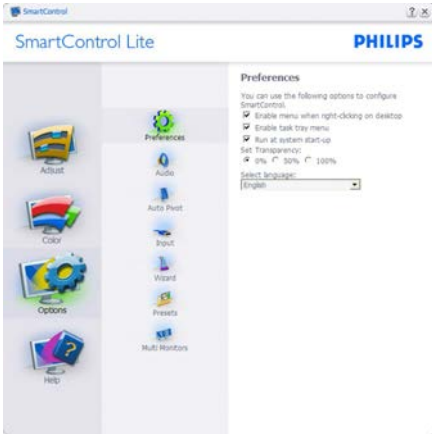 SmartControl
SmartControl Lite
PHILIPS
Adjust
Color
Options
Help
Preferences
Audio
Auto Pivot
Input
Wizard
Presets
Multi Monitors
Preferences
You can use the following options to configure
SmartControl.
Enable menu when right-clicking on desktop
Enable task tray menu
Run at system start-up
Set Transparency:
0% 50% 100%
Select language:
English